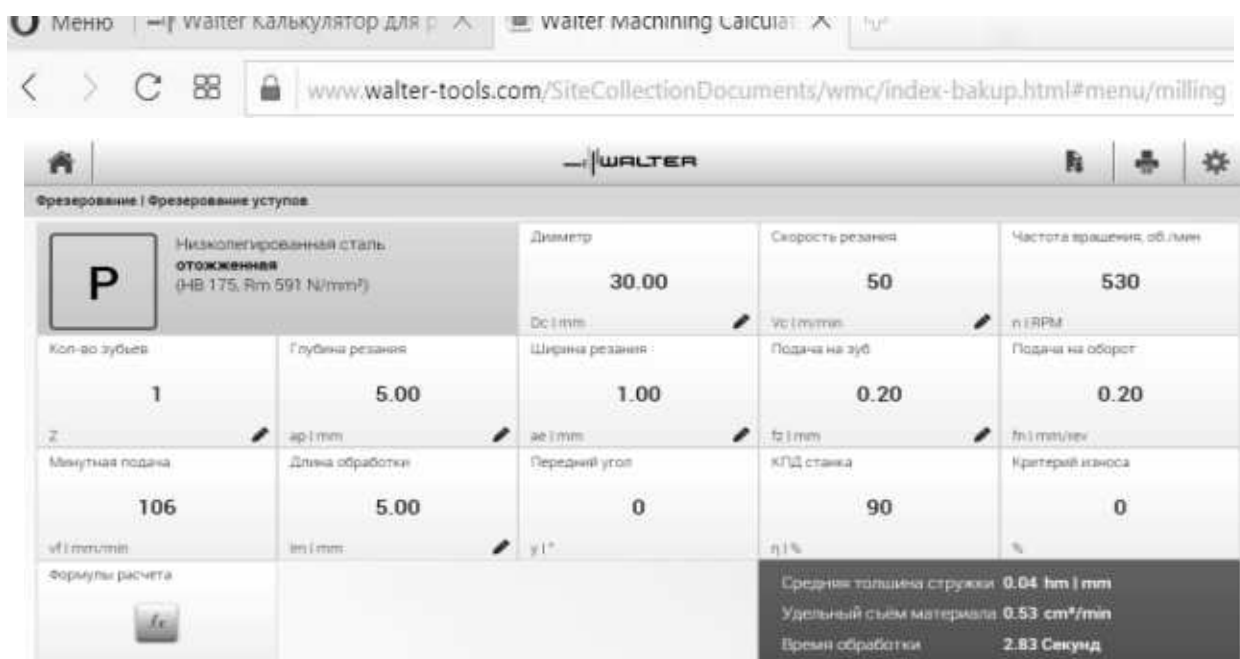 Меню
Walter Калькулятор для р
Walter Machining Calculat
www.walter-tools.com/SiteCollectionDocuments/wmc/index-bakup.html#menu/milling
WALTER
Фрезерование | Фрезерование уступов
P
Низколегированная сталь
отожженная
(HB 175, Rm 591 N/mm²)
Диаметр
30.00
Dc | mm
Скорость резания
50
Vc | m/min
Частота вращения, об./мин
530
n | RPM
Кол-во зубьев
1
Z
Глубина резания
5.00
ap | mm
Ширина резания
1.00
ae | mm
Подача на зуб
0.20
fz | mm
Подача на оборот
0.20
fn | mm/rev
Минутная подача
106
vf | mm/min
Длина обработки
5.00
lm | mm
Передний угол
0
γ | °
КПД станка
90
η | %
Критерий износа
0
%
Формулы расчета
fx
Средняя толщина стружки 0.04 hm | mm
Удельный съём материала 0.53 cm³/min
Время обработки 2.83 Секунд